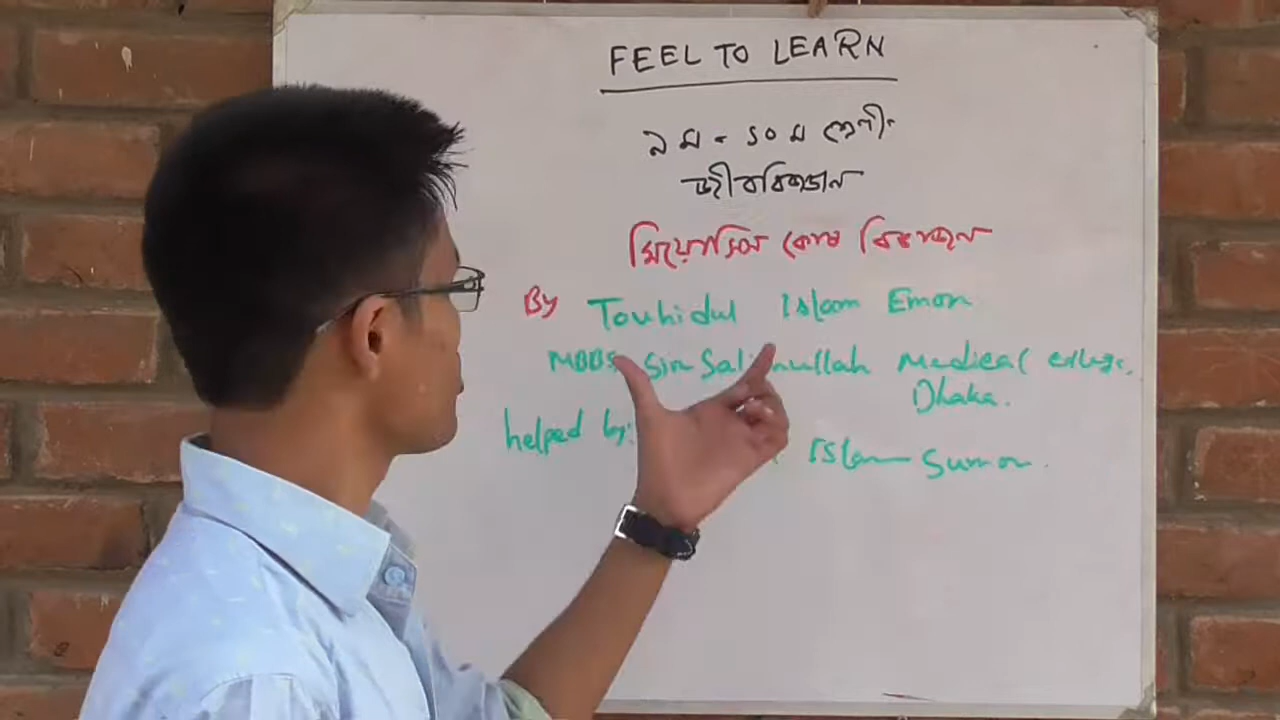 FEEL TO LEARN
৯ম - ১০ম শ্রেণী
জীববিজ্ঞান
মিয়োসিস কোষ বিভাজন
By Touhidul Islam Emon
MBBS Sir Salimullah Medical College,
Dhaka.
helped by: Islam Sumon.